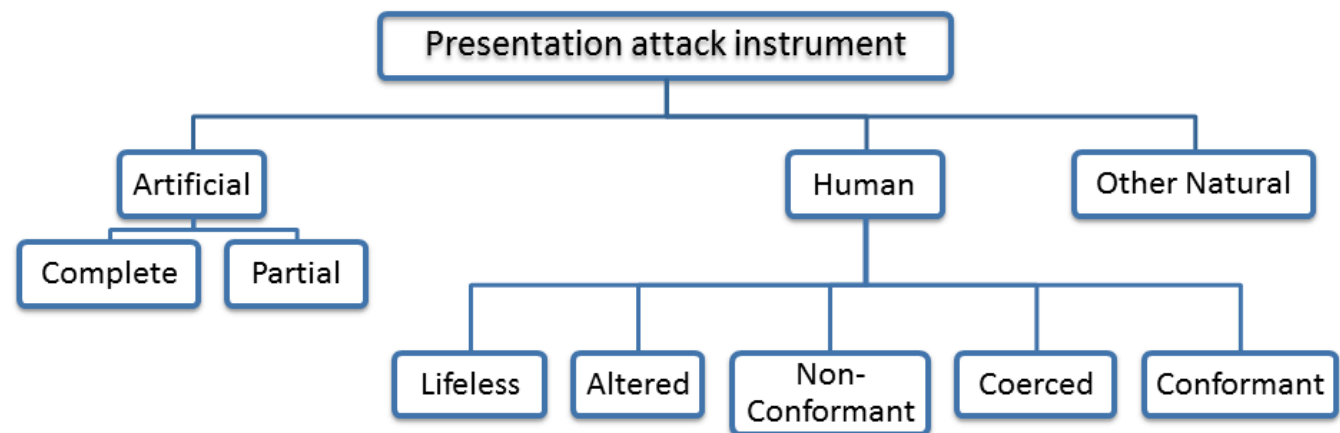 Presentation attack instrument
Artificial
Human
Other Natural
Complete
Partial
Lifeless
Altered
Non-
Conformant
Coerced
Conformant